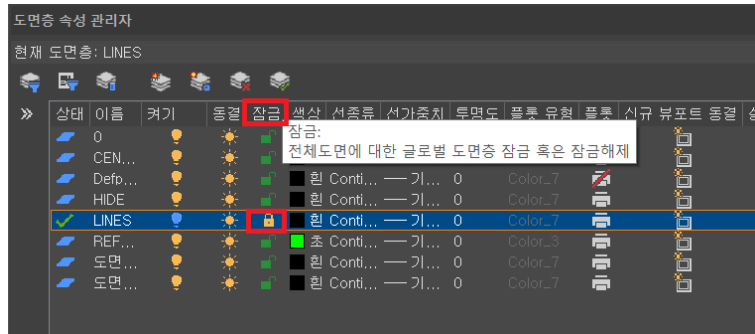 도면층 속성 관리자
현재 도면층: LINES
» 상태 이름 켜기 동결 잠금 색상 선종류 선가중치 투명도 플롯 유형 플롯 신규 뷰포트 동결
잠금:
전체도면에 대한 글로벌 도면층 잠금 혹은 잠금해제
0
CEN...
Defp... 흰 Conti... — 기... 0 Color_7
HIDE 흰 Conti... — 기... 0 Color_7
LINES 흰 Conti... — 기... 0 Color_7
REF... 초 Conti... — 기... 0 Color_3
도면... 흰 Conti... — 기... 0 Color_7
도면... 흰 Conti... — 기... 0 Color_7